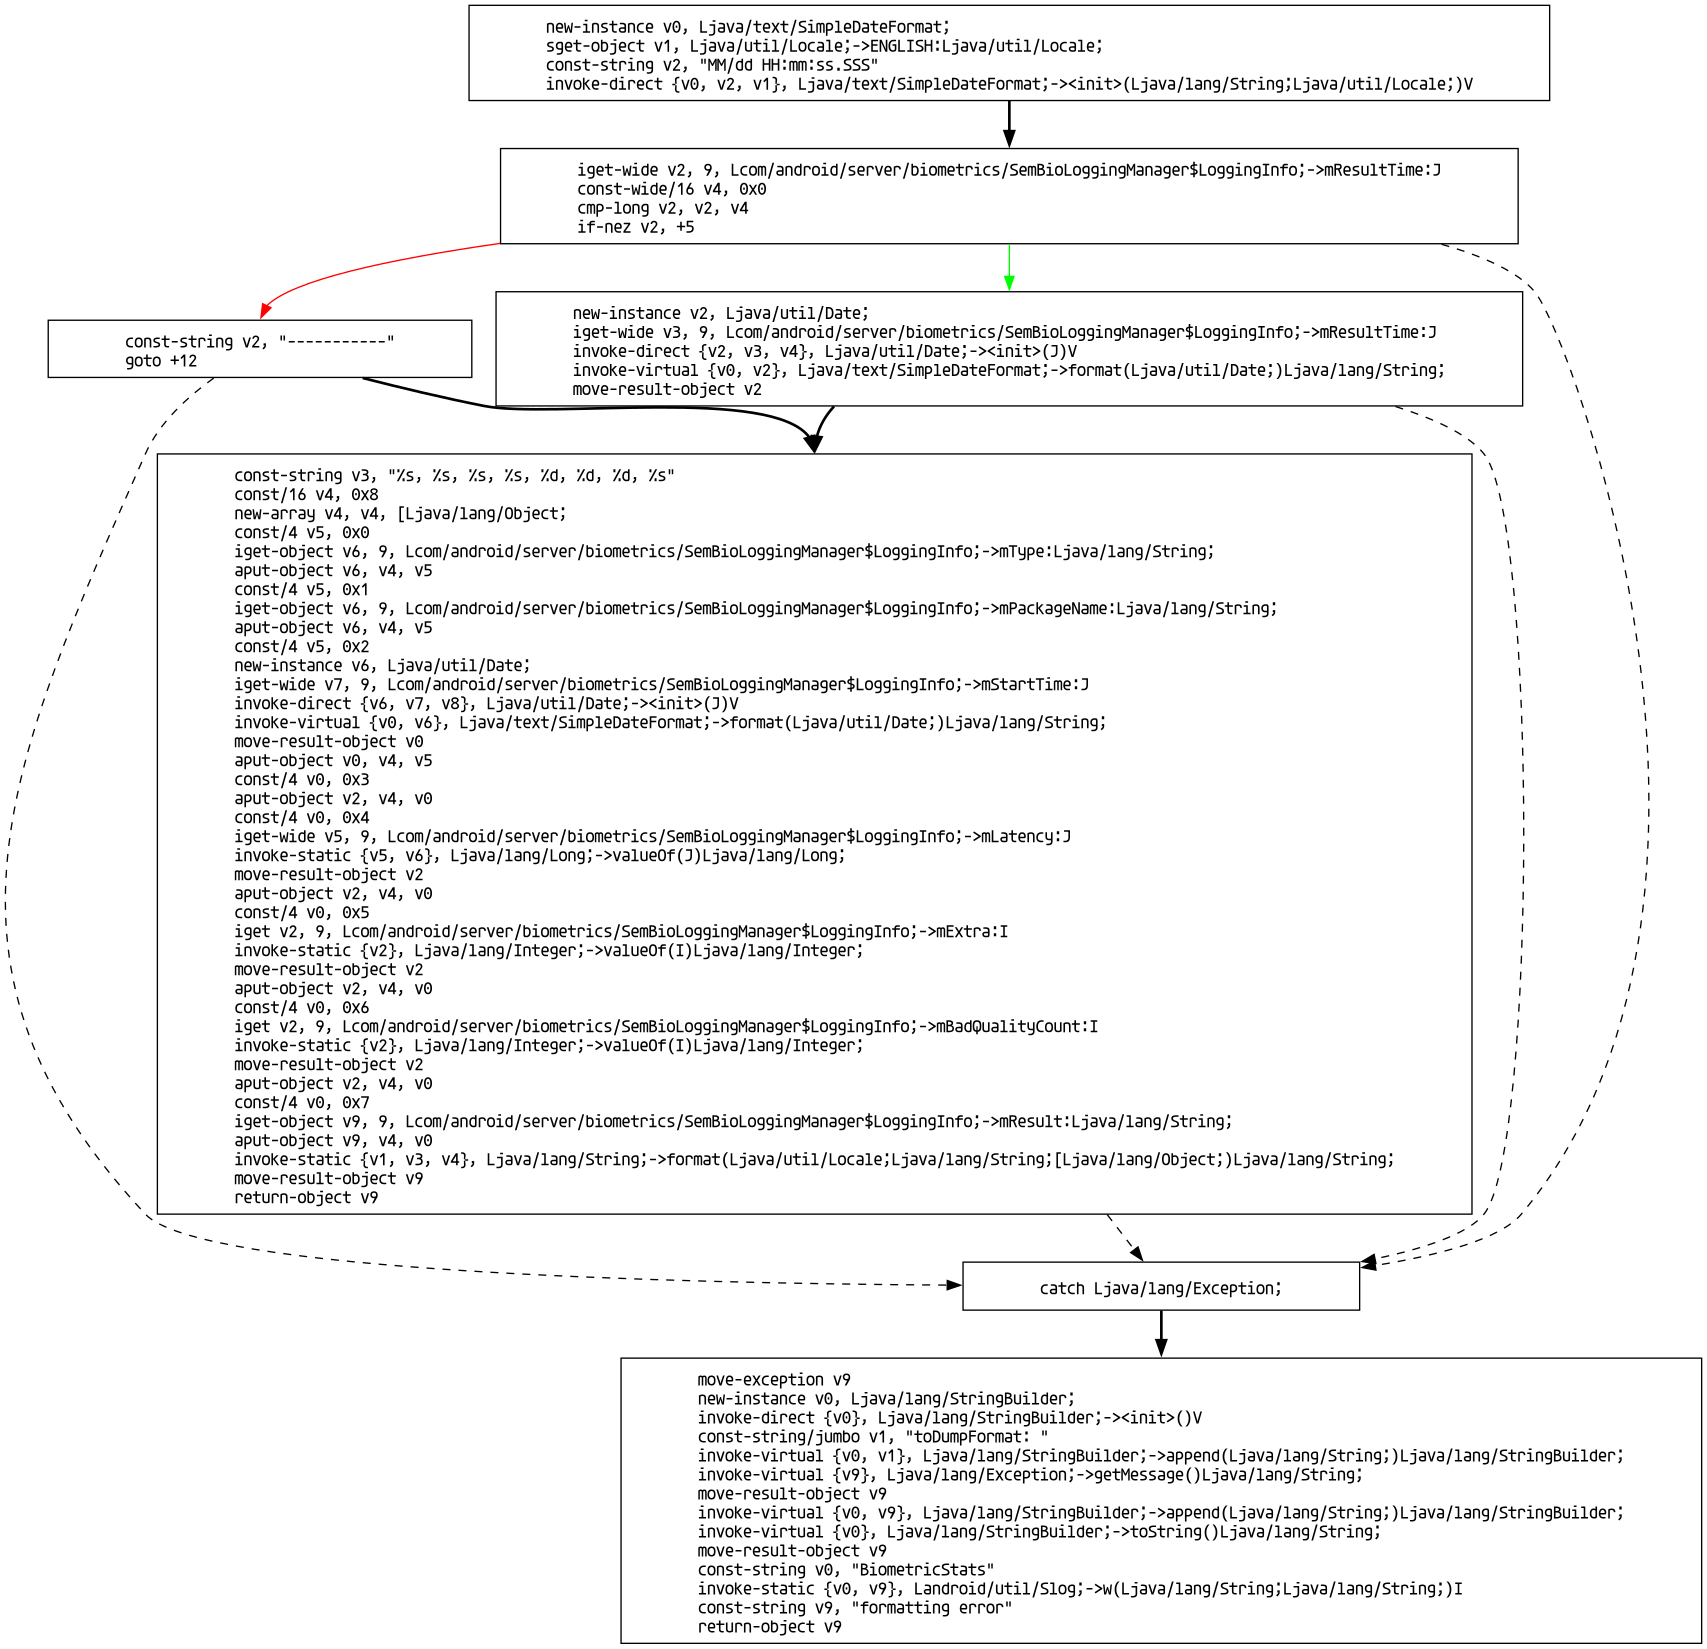 new-instance v0, Ljava/text/SimpleDateFormat;
sget-object v1, Ljava/util/Locale;->ENGLISH:Ljava/util/Locale;
const-string v2, "MM/dd HH:mm:ss.SSS"
invoke-direct {v0, v2, v1}, Ljava/text/SimpleDateFormat;-><init>(Ljava/lang/String;Ljava/util/Locale;)V
iget-wide v2, 9, Lcom/android/server/biometrics/SemBioLoggingManager$LoggingInfo;->mResultTime:J
const-wide/16 v4, 0x0
cmp-long v2, v2, v4
if-nez v2, +5
const-string v2, "-----------"
goto +12
new-instance v2, Ljava/util/Date;
iget-wide v3, 9, Lcom/android/server/biometrics/SemBioLoggingManager$LoggingInfo;->mResultTime:J
invoke-direct {v2, v3, v4}, Ljava/util/Date;-><init>(J)V
invoke-virtual {v0, v2}, Ljava/text/SimpleDateFormat;->format(Ljava/util/Date;)Ljava/lang/String;
move-result-object v2
const-string v3, "%s, %s, %s, %s, %d, %d, %d, %s"
const/16 v4, 0x8
new-array v4, v4, [Ljava/lang/Object;
const/4 v5, 0x0
iget-object v6, 9, Lcom/android/server/biometrics/SemBioLoggingManager$LoggingInfo;->mType:Ljava/lang/String;
aput-object v6, v4, v5
const/4 v5, 0x1
iget-object v6, 9, Lcom/android/server/biometrics/SemBioLoggingManager$LoggingInfo;->mPackageName:Ljava/lang/String;
aput-object v6, v4, v5
const/4 v5, 0x2
new-instance v6, Ljava/util/Date;
iget-wide v7, 9, Lcom/android/server/biometrics/SemBioLoggingManager$LoggingInfo;->mStartTime:J
invoke-direct {v6, v7, v8}, Ljava/util/Date;-><init>(J)V
invoke-virtual {v0, v6}, Ljava/text/SimpleDateFormat;->format(Ljava/util/Date;)Ljava/lang/String;
move-result-object v0
aput-object v0, v4, v5
const/4 v0, 0x3
aput-object v2, v4, v0
const/4 v0, 0x4
iget-wide v5, 9, Lcom/android/server/biometrics/SemBioLoggingManager$LoggingInfo;->mLatency:J
invoke-static {v5, v6}, Ljava/lang/Long;->valueOf(J)Ljava/lang/Long;
move-result-object v2
aput-object v2, v4, v0
const/4 v0, 0x5
iget v2, 9, Lcom/android/server/biometrics/SemBioLoggingManager$LoggingInfo;->mExtra:I
invoke-static {v2}, Ljava/lang/Integer;->valueOf(I)Ljava/lang/Integer;
move-result-object v2
aput-object v2, v4, v0
const/4 v0, 0x6
iget v2, 9, Lcom/android/server/biometrics/SemBioLoggingManager$LoggingInfo;->mBadQualityCount:I
invoke-static {v2}, Ljava/lang/Integer;->valueOf(I)Ljava/lang/Integer;
move-result-object v2
aput-object v2, v4, v0
const/4 v0, 0x7
iget-object v9, 9, Lcom/android/server/biometrics/SemBioLoggingManager$LoggingInfo;->mResult:Ljava/lang/String;
aput-object v9, v4, v0
invoke-static {v1, v3, v4}, Ljava/lang/String;->format(Ljava/util/Locale;Ljava/lang/String;[Ljava/lang/Object;)Ljava/lang/String;
move-result-object v9
return-object v9
catch Ljava/lang/Exception;
move-exception v9
new-instance v0, Ljava/lang/StringBuilder;
invoke-direct {v0}, Ljava/lang/StringBuilder;-><init>()V
const-string/jumbo v1, "toDumpFormat: "
invoke-virtual {v0, v1}, Ljava/lang/StringBuilder;->append(Ljava/lang/String;)Ljava/lang/StringBuilder;
invoke-virtual {v9}, Ljava/lang/Exception;->getMessage()Ljava/lang/String;
move-result-object v9
invoke-virtual {v0, v9}, Ljava/lang/StringBuilder;->append(Ljava/lang/String;)Ljava/lang/StringBuilder;
invoke-virtual {v0}, Ljava/lang/StringBuilder;->toString()Ljava/lang/String;
move-result-object v9
const-string v0, "BiometricStats"
invoke-static {v0, v9}, Landroid/util/Slog;->w(Ljava/lang/String;Ljava/lang/String;)I
const-string v9, "formatting error"
return-object v9